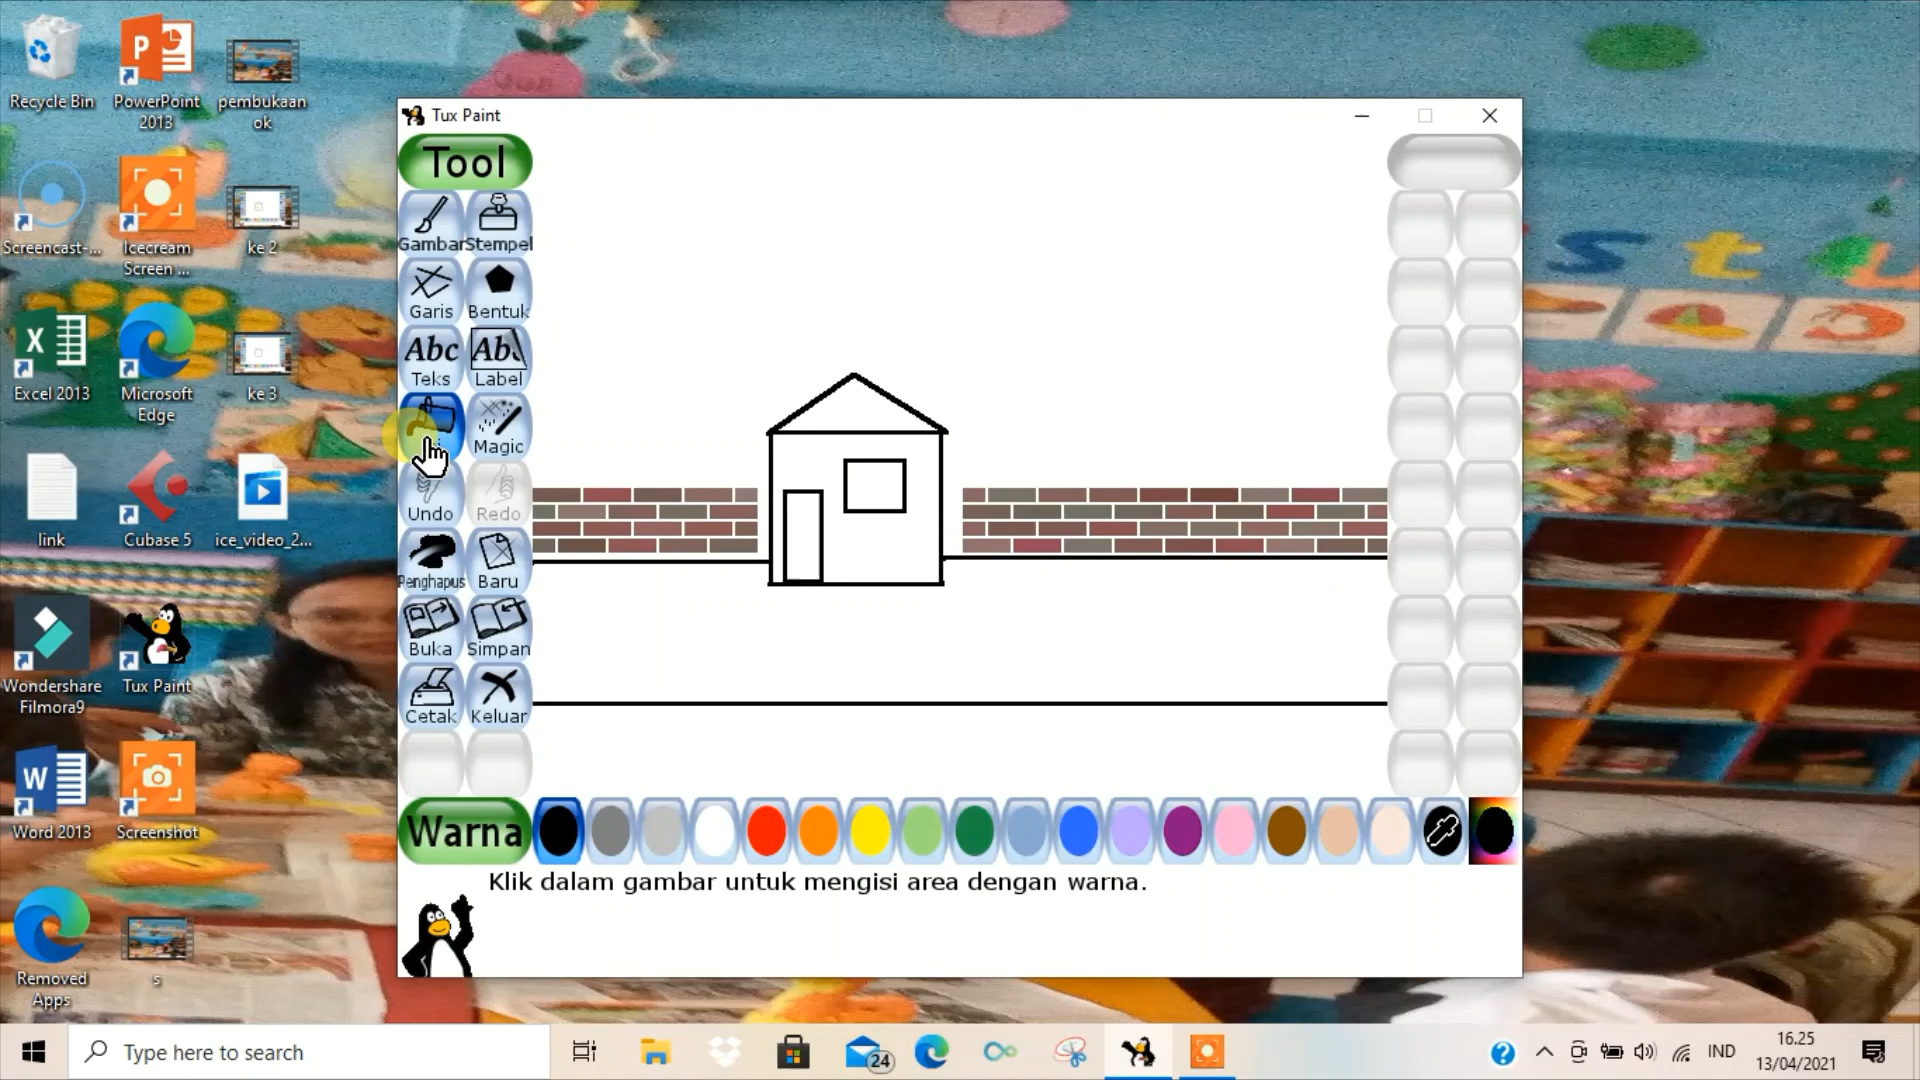 Recycle Bin
PowerPoint
2013
pembukaan
ok
Screencast-...
Icecream
Screen ...
ke 2
Excel 2013
Microsoft
Edge
ke 3
link
Cubase 5
ice_video_2...
Wondershare
Filmora9
Tux Paint
Word 2013
Screenshot
Removed
Apps
s
Tux Paint
Tool
Gambar
Stempel
Garis
Bentuk
Abc
Teks
Label
Magic
Undo
Redo
Penghapus
Baru
Buka
Simpan
Cetak
Keluar
Warna
Klik dalam gambar untuk mengisi area dengan warna.
Type here to search
24
IND
16.25
13/04/2021